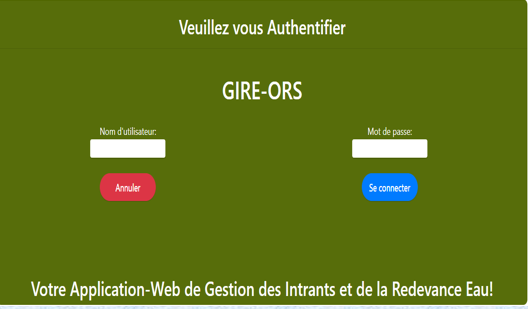 Veuillez vous Authentifier
GIRE-ORS
Nom d'utilisateur:
Mot de passe:
Annuler
Se connecter
Votre Application-Web de Gestion des Intrants et de la Redevance Eau!